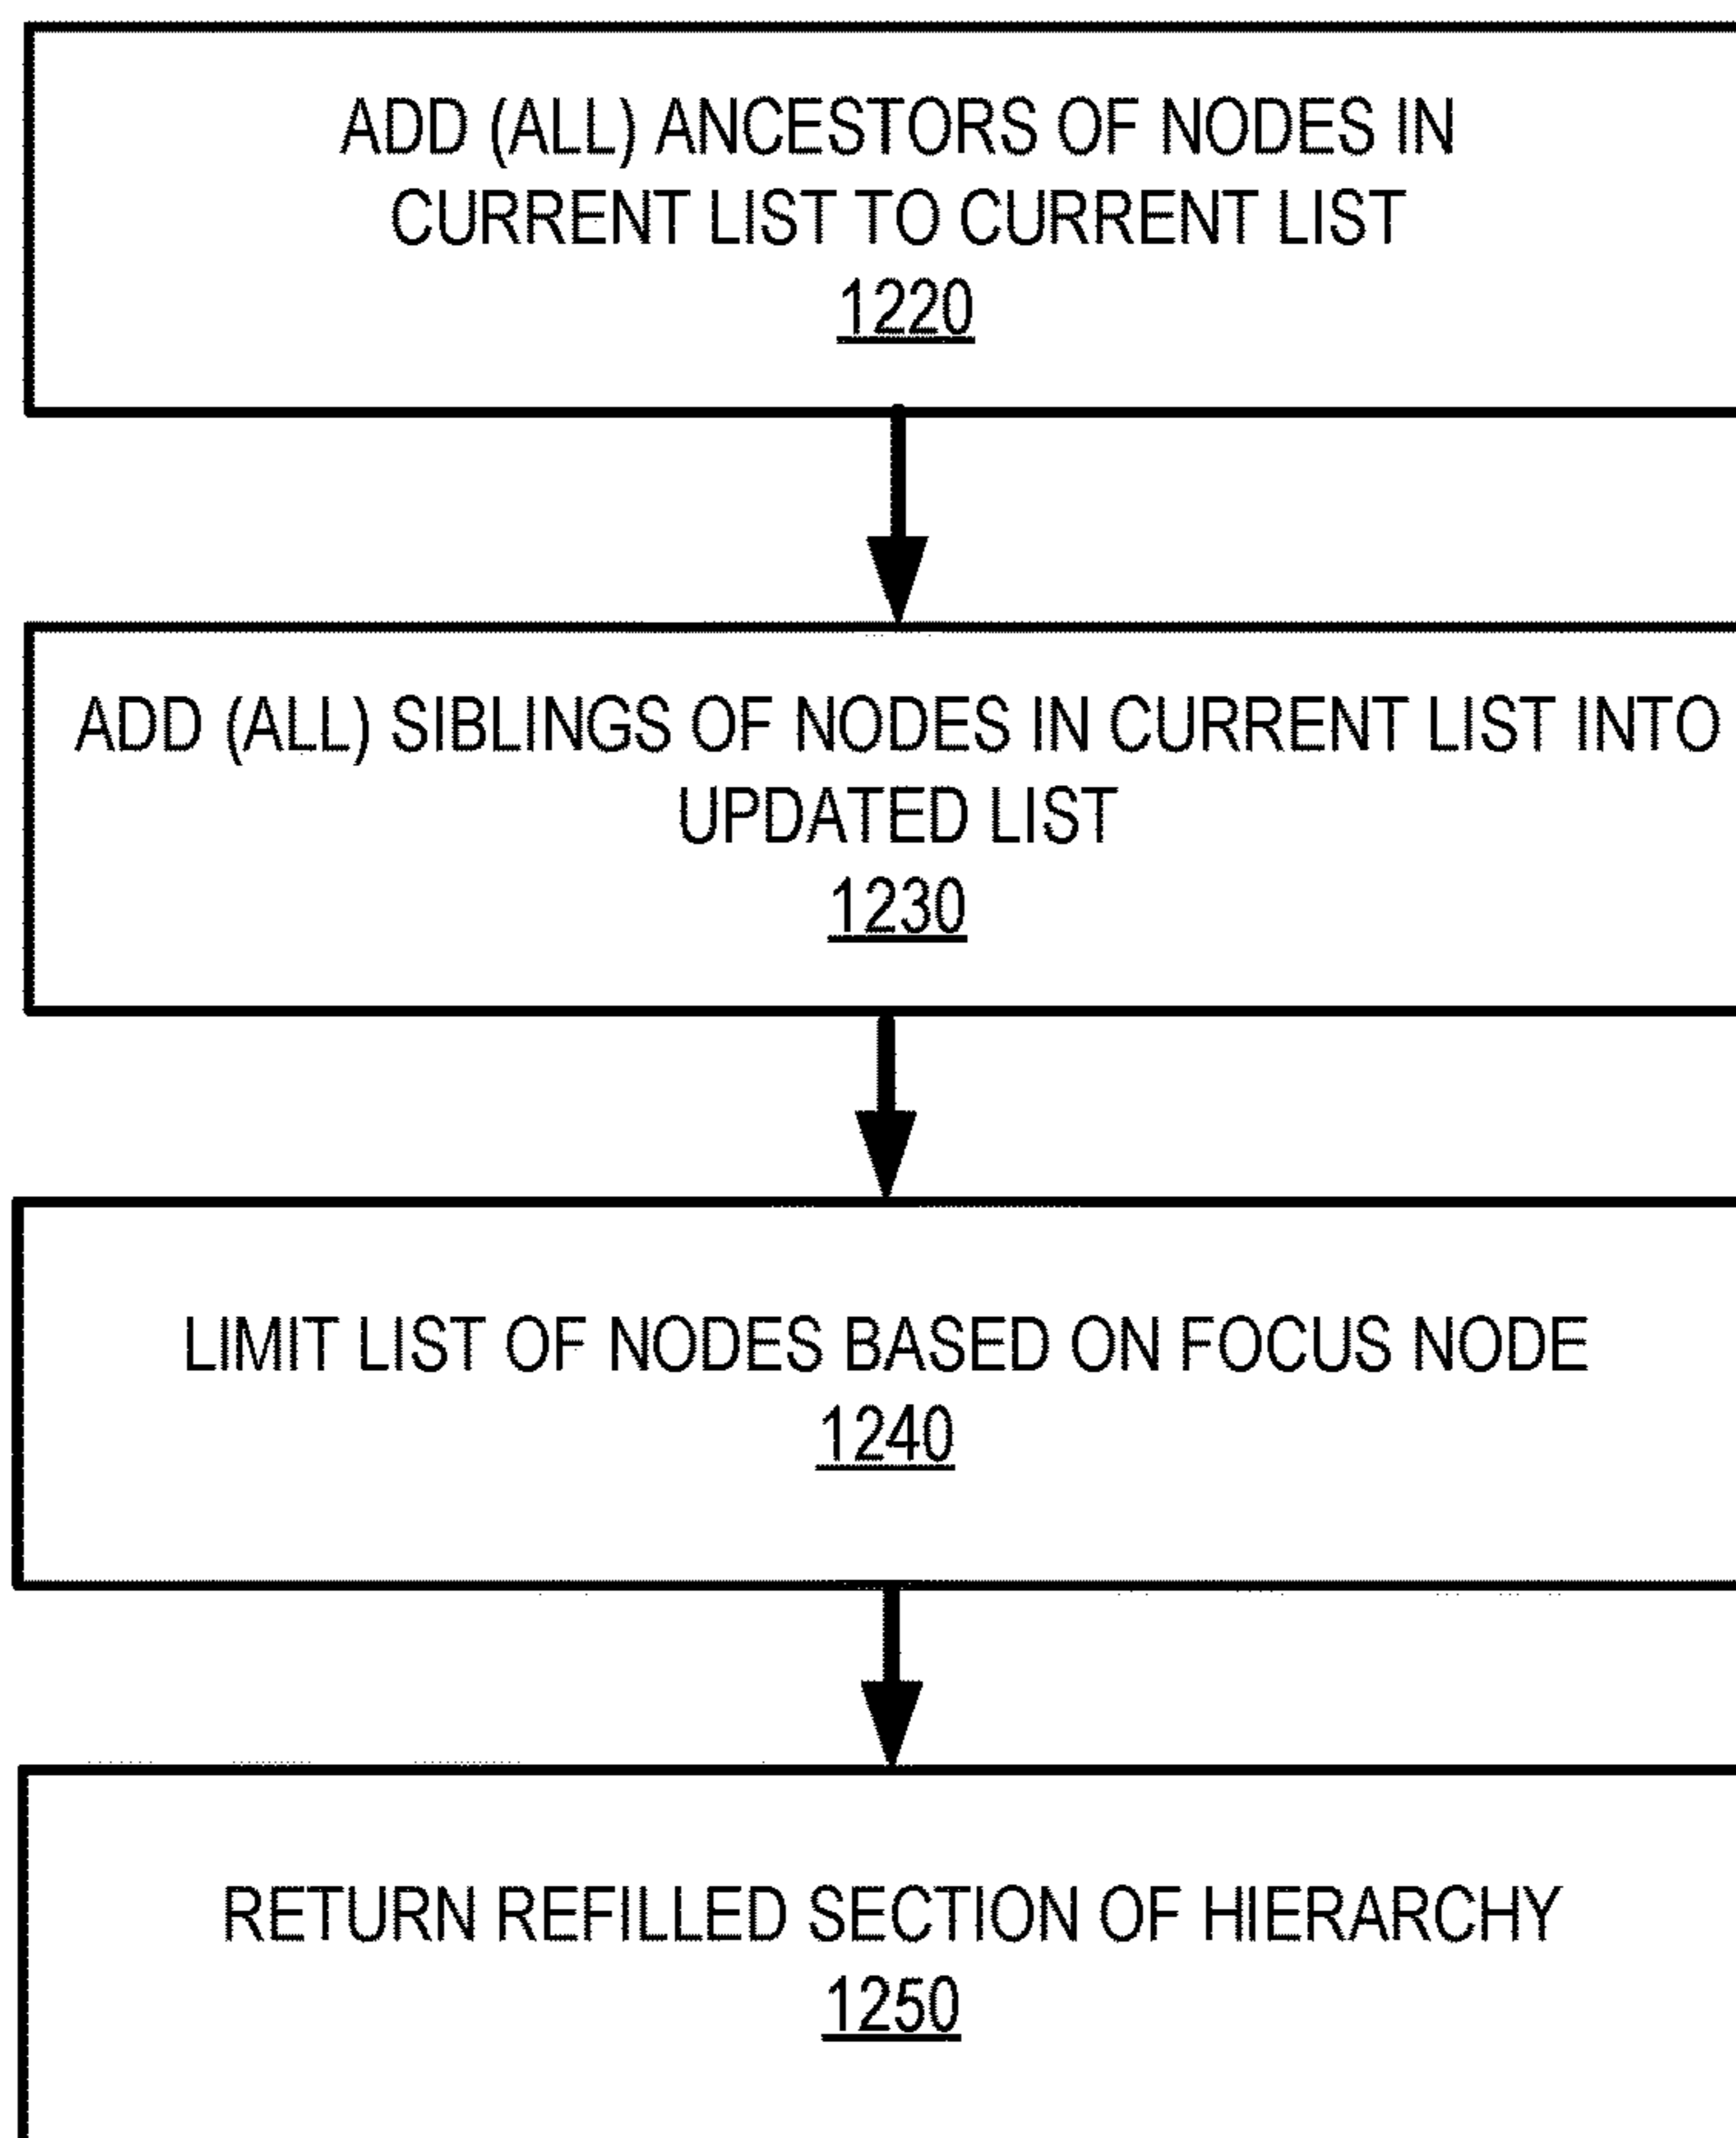 ADD (ALL) ANCESTORS OF NODES IN
CURRENT LIST TO CURRENT LIST
1220
ADD (ALL) SIBLINGS OF NODES IN CURRENT LIST INTO
UPDATED LIST
1230
LIMIT LIST OF NODES BASED ON FOCUS NODE
1240
RETURN REFILLED SECTION OF HIERARCHY
1250